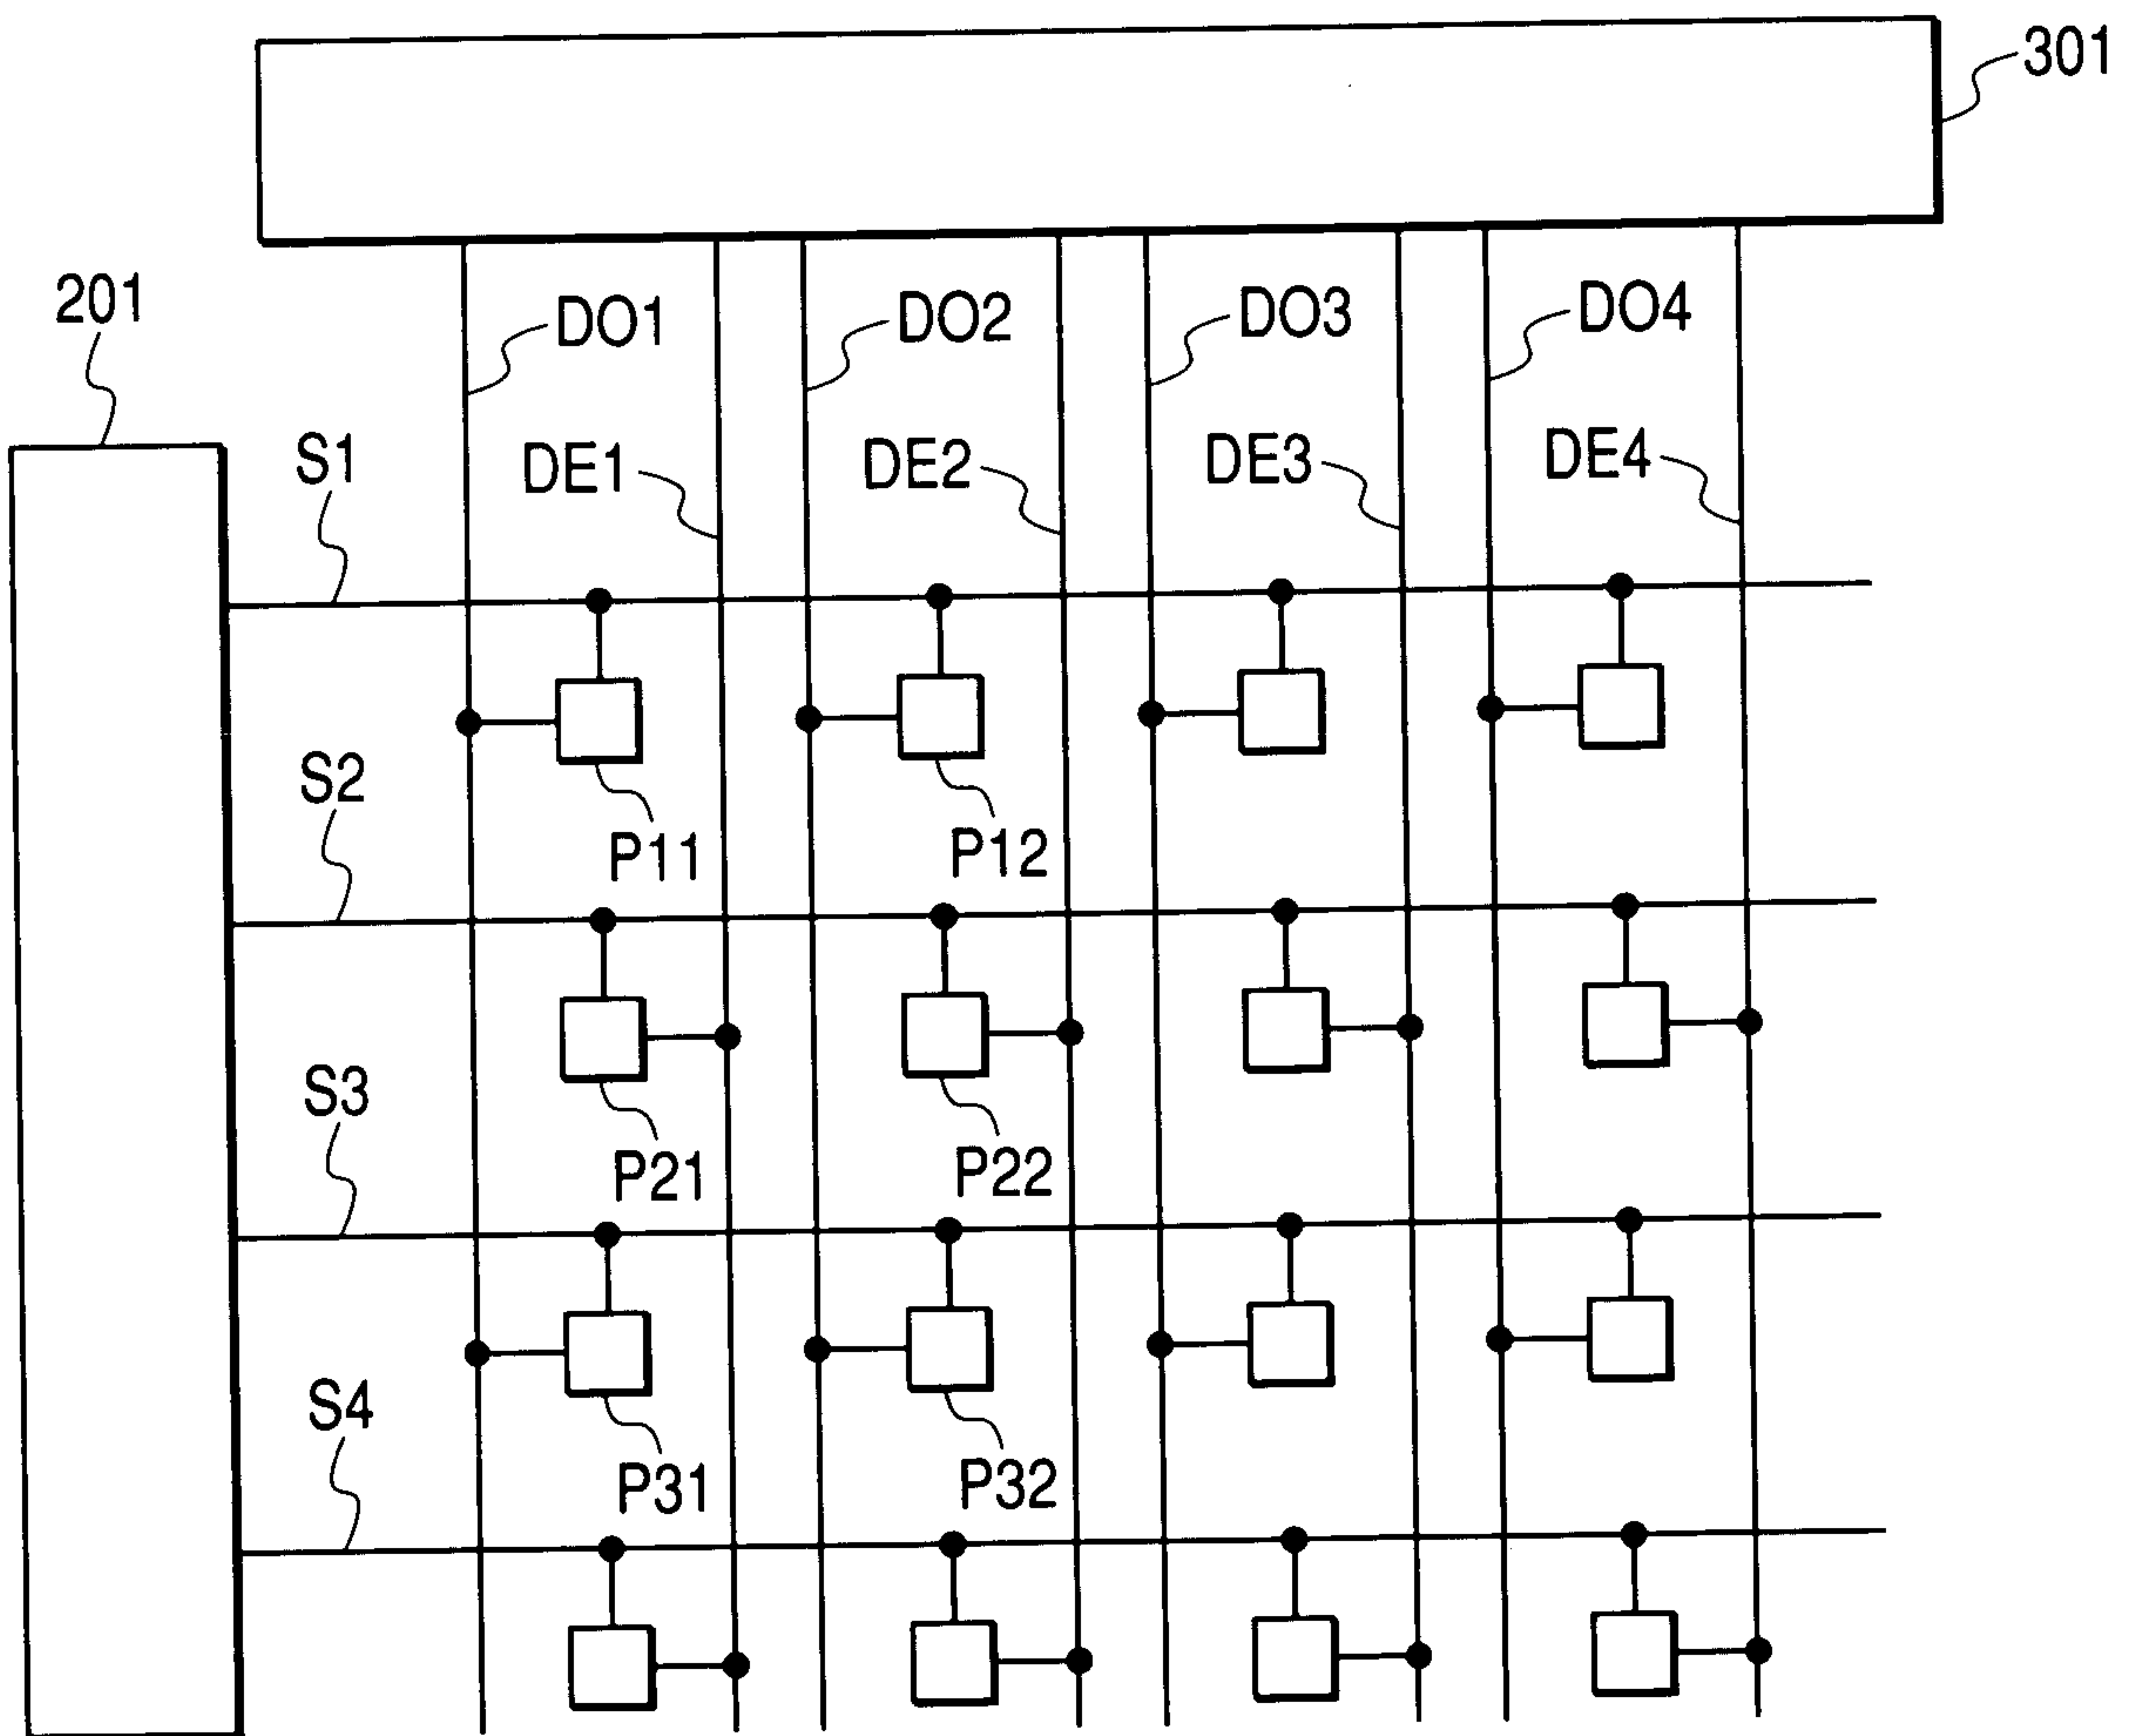 301
201
DO1
DO2
DO3
DO4
S1
DE1
DE2
DE3
DE4
S2
P11
P12
S3
P21
P22
S4
P31
P32